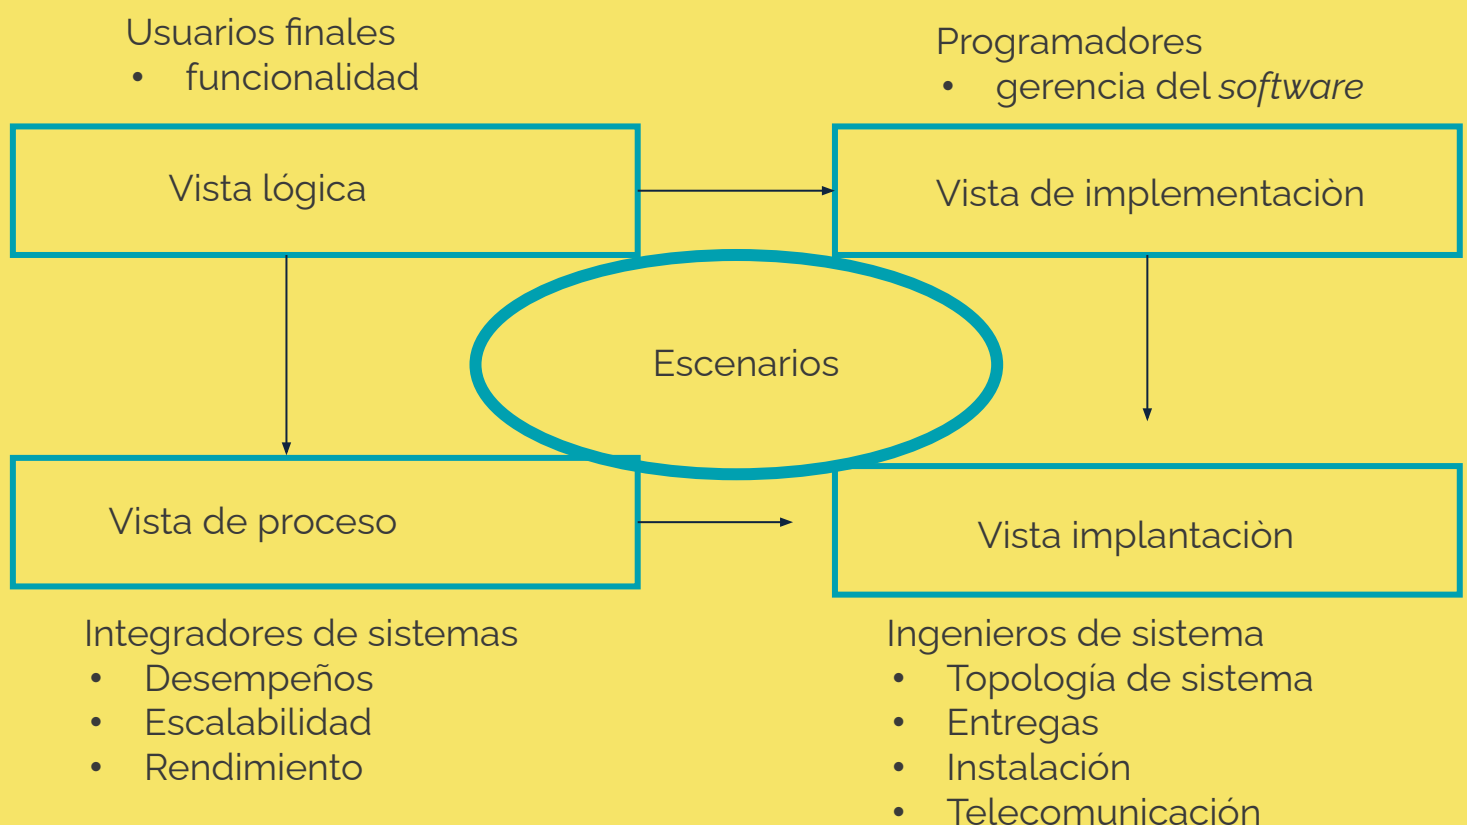 Usuarios finales
• funcionalidad
Programadores
• gerencia del software
Vista lógica
Vista de implementaciòn
Escenarios
Vista de proceso
Vista implantaciòn
Integradores de sistemas
• Desempeños
• Escalabilidad
• Rendimiento
Ingenieros de sistema
• Topología de sistema
• Entregas
• Instalación
• Telecomunicación